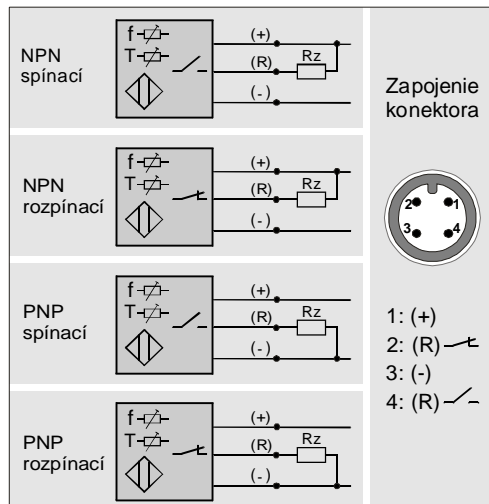 NPN
spínací
f
T
(+)
(R)
Rz
(-)
NPN
rozpínací
f
T
(+)
(R)
Rz
(-)
PNP
spínací
f
T
(+)
(R)
Rz
(-)
PNP
rozpínací
f
T
(+)
(R)
Rz
(-)
Zapojenie
konektora
2 1
3 4
1: (+)
2: (R)
3: (-)
4: (R)